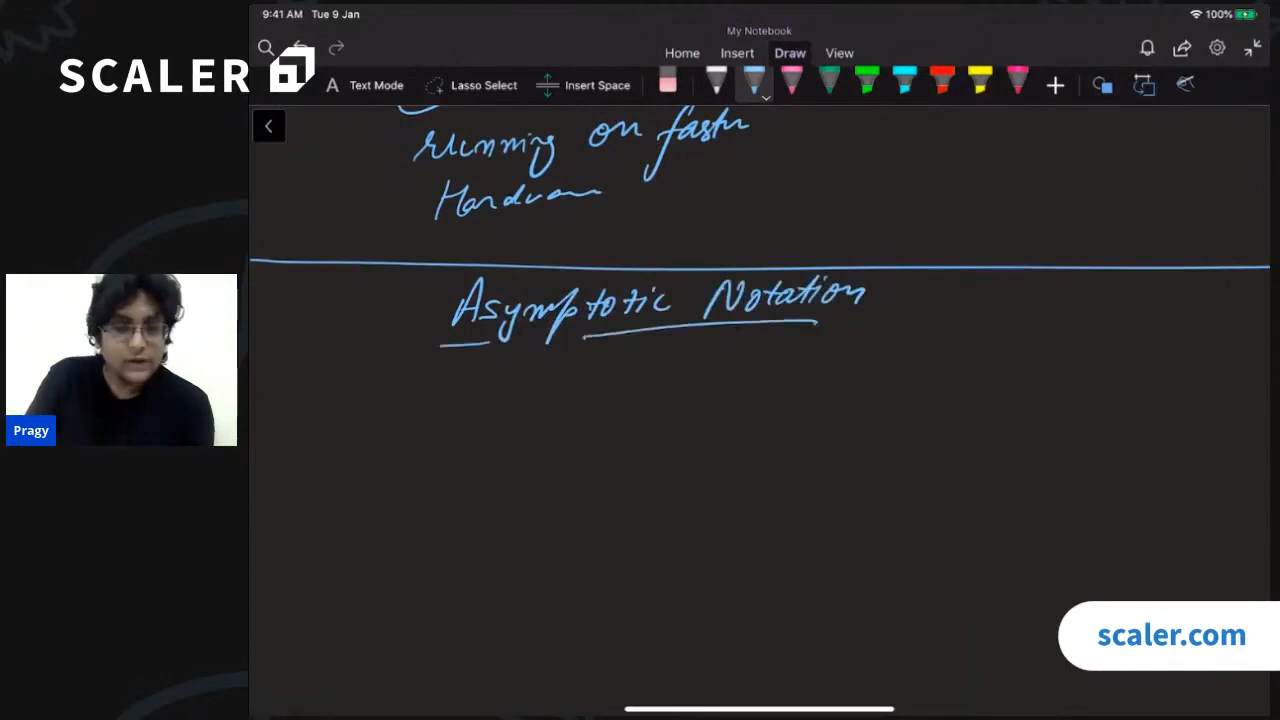 9:41 AM Tue 9 Jan
100%
My Notebook
Home Insert Draw View
SCALER
A Text Mode Lasso Select Insert Space
Running on faster
Hardware
Asymptotic Notation
Pragy
scaler.com